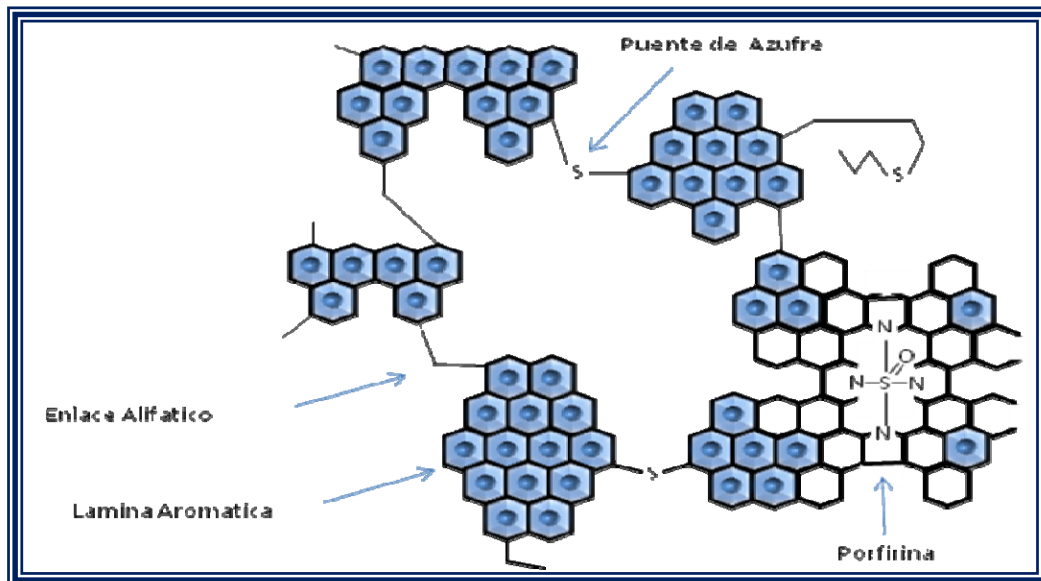 Puente de Azufre
S
S
N
O
N S N
Enlace Alifatico
N
S
Lamina Aromatica
Porfirina